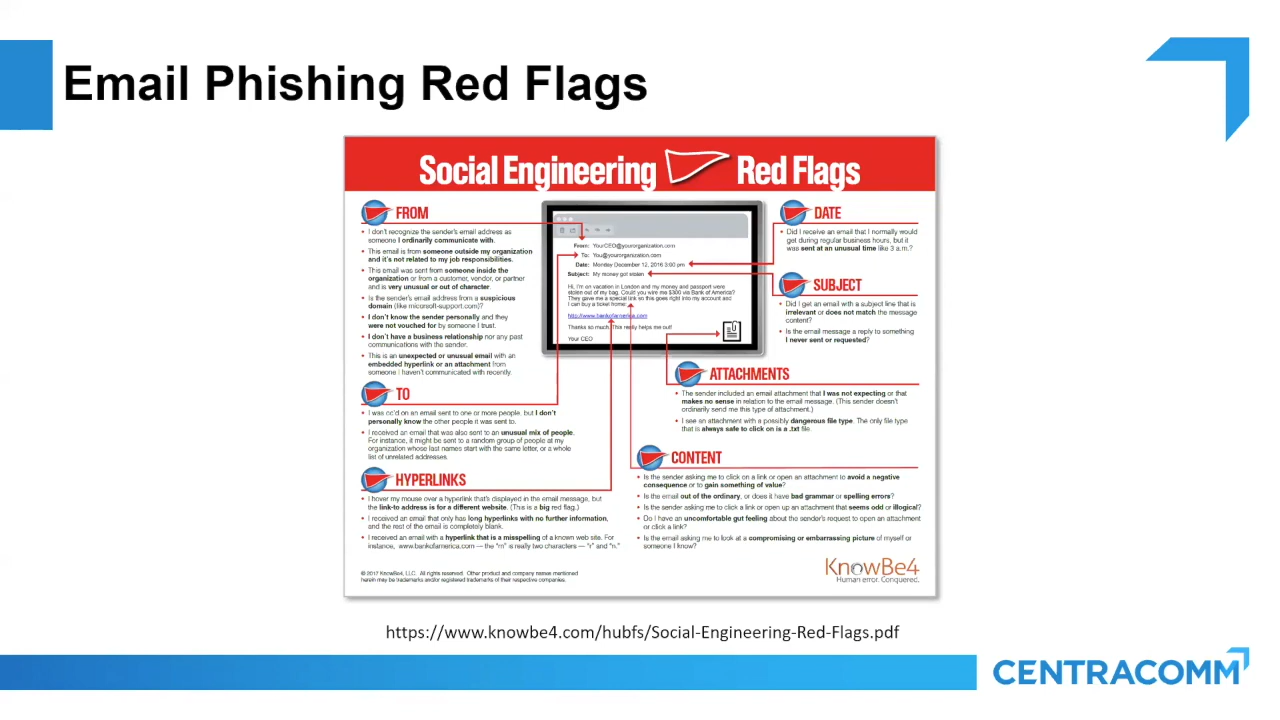 Email Phishing Red Flags
Social Engineering Red Flags
FROM
• I don't recognize the sender's email address as
someone I ordinarily communicate with.
• This email is from someone outside my organization
and it's not related to my job responsibilities.
• This email was sent from someone inside the
organization or from a customer, vendor, or partner
and is very unusual or out of character.
• Is the sender's email address from a suspicious
domain (like micorsoft-support.com)?
• I don't know the sender personally and they
were not vouched for by someone I trust.
• I don't have a business relationship nor any past
communications with the sender.
• This is an unexpected or unusual email with an
embedded hyperlink or an attachment from
someone I haven't communicated with recently.
TO
• I was cc'd on an email sent to one or more people, but I don't
personally know the other people it was sent to.
• I received an email that was also sent to an unusual mix of people.
For instance, it might be sent to a random group of people at my
organization whose last names start with the same letter, or a whole
list of unrelated addresses.
HYPERLINKS
• I hover my mouse over a hyperlink that's displayed in the email message, but
the link-to address is for a different website. (This is a big red flag.)
• I received an email that only has long hyperlinks with no further information,
and the rest of the email is completely blank.
• I received an email with a hyperlink that is a misspelling of a known web site. For
instance, www.bankofarnerica.com — the "m" is really two characters — "r" and "n."
© 2017 KnowBe4, LLC. All rights reserved. Other product and company names mentioned
herein may be trademarks and/or registered trademarks of their respective companies.
From: YourCEO@yourorganization.com
To: You@yourorganization.com
Date: Monday December 12, 2016 3:00 pm
Subject: My money got stolen
Hi, I'm on vacation in London and my money and passport were
stolen out of my bag. Could you wire me $300 via Bank of America?
They gave me a special link so this goes right into my account and
I can buy a ticket home:
http://www.bankofarnerica.com
Thanks so much. This really helps me out!
Your CEO
DATE
• Did I receive an email that I normally would
get during regular business hours, but it
was sent at an unusual time like 3 a.m.?
SUBJECT
• Did I get an email with a subject line that is
irrelevant or does not match the message
content?
• Is the email message a reply to something
I never sent or requested?
ATTACHMENTS
• The sender included an email attachment that I was not expecting or that
makes no sense in relation to the email message. (This sender doesn't
ordinarily send me this type of attachment.)
• I see an attachment with a possibly dangerous file type. The only file type
that is always safe to click on is a .txt file.
CONTENT
• Is the sender asking me to click on a link or open an attachment to avoid a negative
consequence or to gain something of value?
• Is the email out of the ordinary, or does it have bad grammar or spelling errors?
• Is the sender asking me to click a link or open up an attachment that seems odd or illogical?
• Do I have an uncomfortable gut feeling about the sender's request to open an attachment
or click a link?
• Is the email asking me to look at a compromising or embarrassing picture of myself or
someone I know?
KnowBe4
Human error. Conquered.
https://www.knowbe4.com/hubfs/Social-Engineering-Red-Flags.pdf
CENTRACOMM